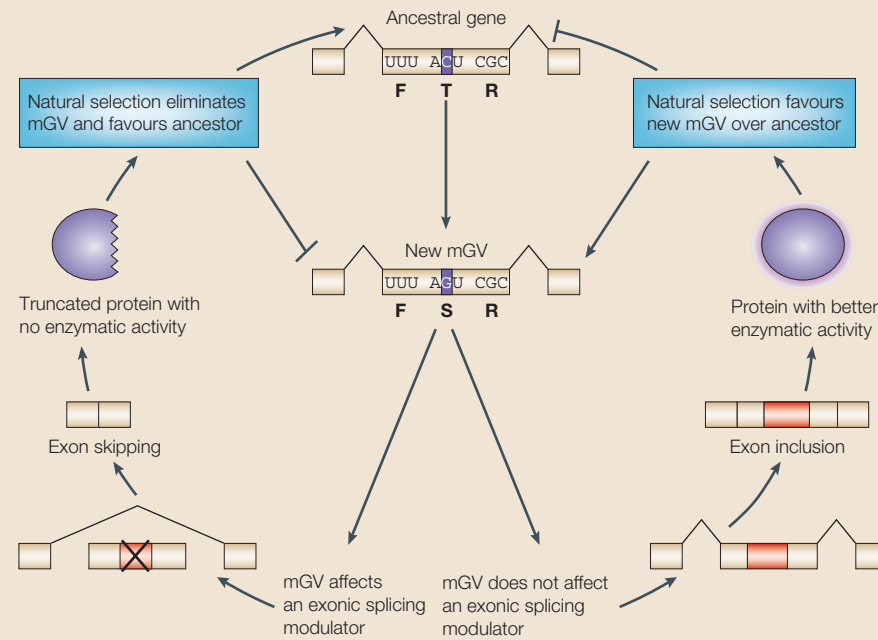 Ancestral gene
UUU ACU CGC
F T R
Natural selection eliminates
mGV and favours ancestor
Natural selection favours
new mGV over ancestor
New mGV
UUU AGU CGC
F S R
Truncated protein with
no enzymatic activity
Protein with better
enzymatic activity
Exon skipping
Exon inclusion
mGV affects
an exonic splicing
modulator
mGV does not affect
an exonic splicing
modulator